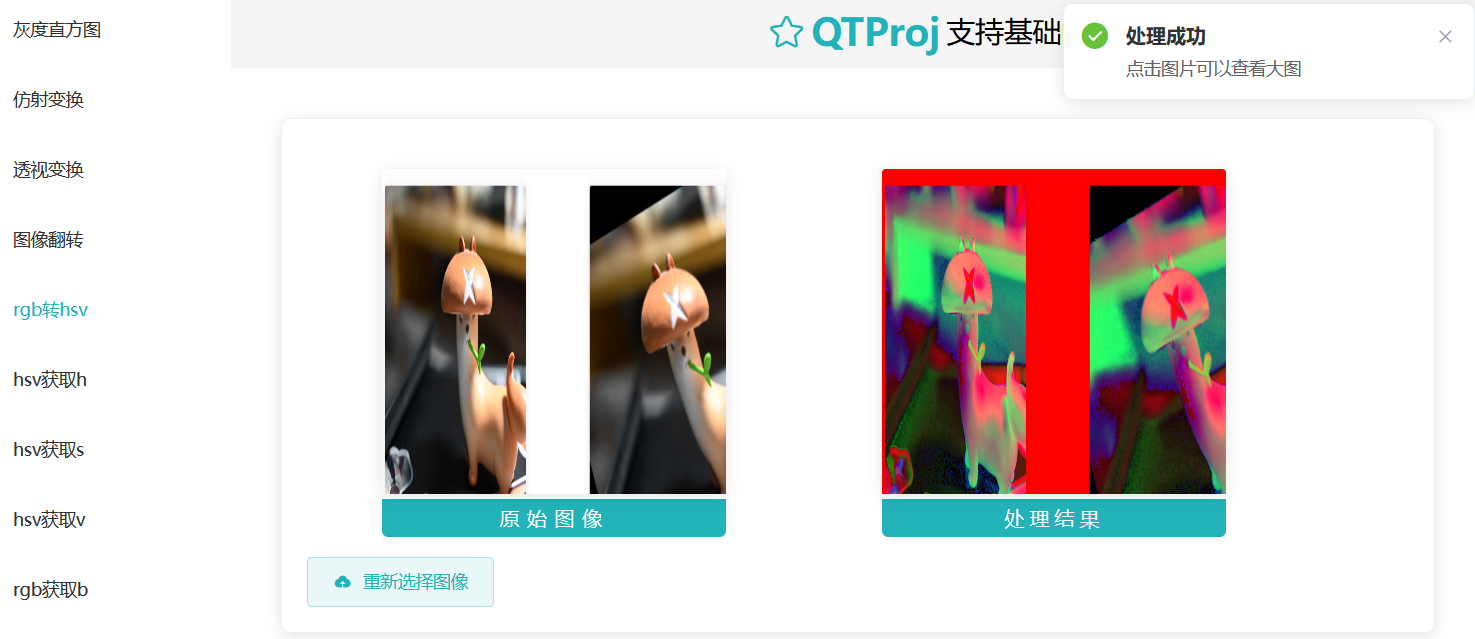 灰度直方图
仿射变换
透视变换
图像翻转
rgb转hsv
hsv获取h
hsv获取s
hsv获取v
rgb获取b
QTProj 支持基础
处理成功
点击图片可以查看大图
原始图像
处理结果
重新选择图像